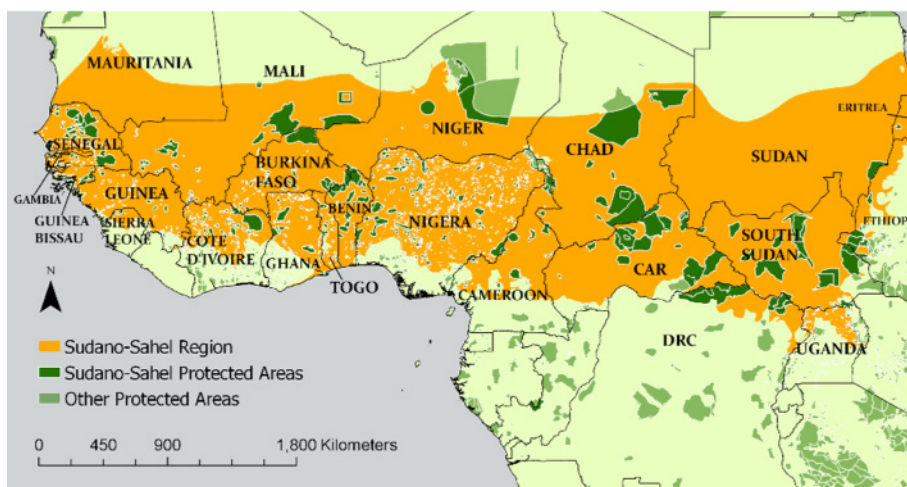 MAURITANIA
MALI
NIGER
CHAD
SUDAN
ERITREA
SENEGAL
GAMBIA
GUINEA
BISSAU
GUINEA
SIERRA
LEONE
COTE
D'IVOIRE
BURKINA
FASO
GHANA
TOGO
BENIN
NIGERA
CAMEROON
CAR
SOUTH
SUDAN
ETHIOP
DRC
UGANDA
N
Sudano-Sahel Region
Sudano-Sahel Protected Areas
Other Protected Areas
0 450 900 1,800 Kilometers